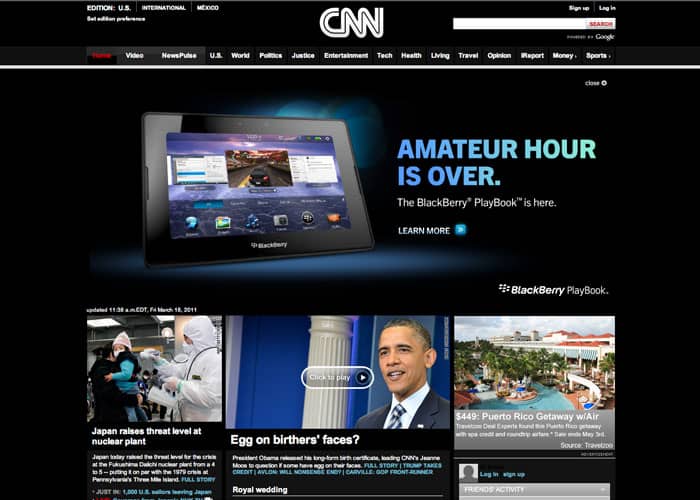 EDITION: U.S. INTERNATIONAL MÉXICO
Set edition preference
CNN
Sign up Log in
SEARCH
POWERED BY Google
Home Video NewsPulse U.S. World Politics Justice Entertainment Tech Health Living Travel Opinion iReport Money Sports
close
AMATEUR HOUR
IS OVER.
The BlackBerry® PlayBook™ is here.
LEARN MORE
BlackBerry
BlackBerry PlayBook.
updated 11:38 a.m.EDT, Fri March 18, 2011
Japan raises threat level at
nuclear plant
Japan today raised the threat level for the crisis
at the Fukushima Daiichi nuclear plant from a 4
to 5 -- putting it on par with the 1979 crisis at
Pennsylvania's Three Mile Island. FULL STORY
• JUST IN: 1,000 U.S. sailors leaving Japan
Click to play
Egg on birthers' faces?
President Obama released his long-form birth certificate, leading CNN's Jeanne
Moos to question if some have egg on their faces. FULL STORY | TRUMP TAKES
CREDIT | AVLON: WILL NONSENSE END? | CARVILLE: GOP FRONT-RUNNER
Royal wedding
$449: Puerto Rico Getaway w/Air
Travelzoo Deal Experts found this Puerto Rico getaway
with spa credit and roundtrip airfare.* Sale ends May 3rd.
Source: Travelzoo
ADVERTISEMENT
Log in sign up
FRIENDS' ACTIVITY